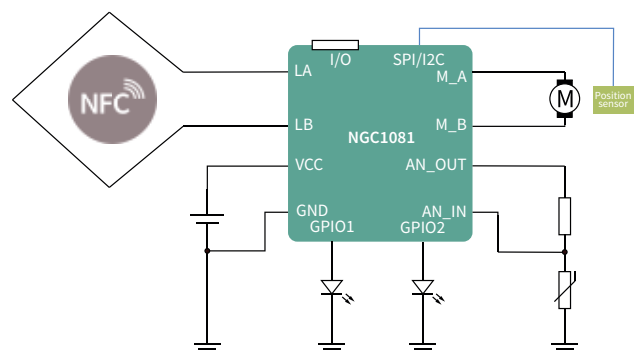 I/O
SPI/I2C
LA
M_A
NFC
M
Position
sensor
LB
M_B
NGC1081
VCC
AN_OUT
GND
AN_IN
GPIO1
GPIO2